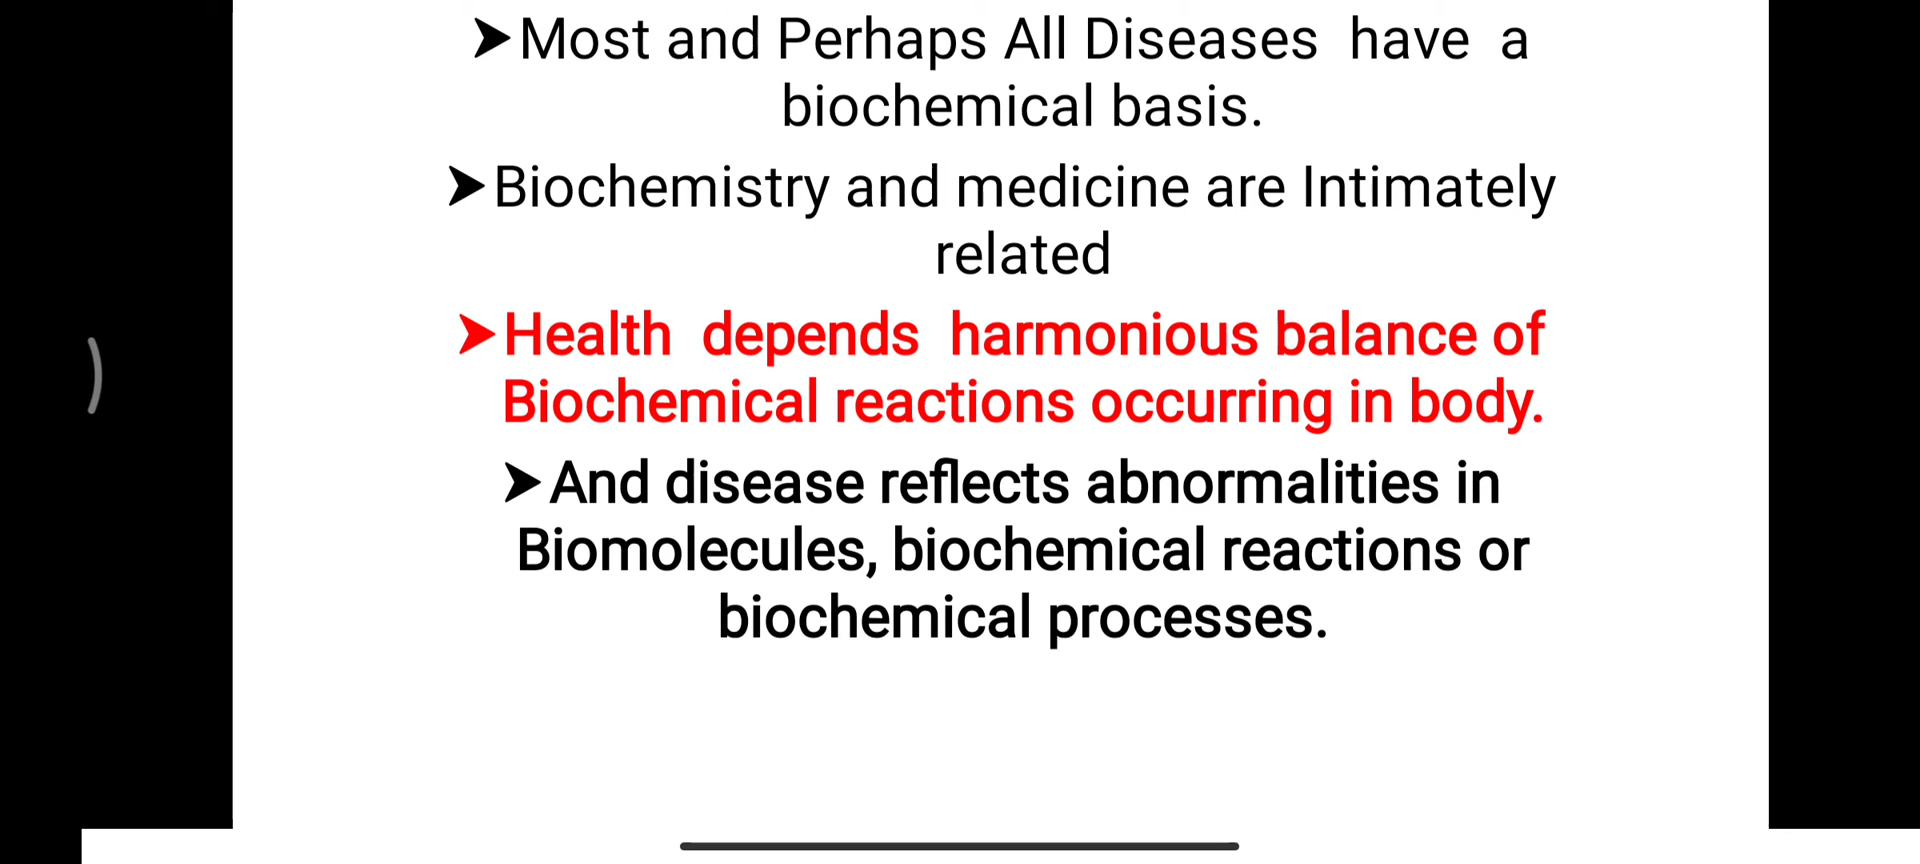 ➤Most and Perhaps All Diseases have a
biochemical basis.
➤Biochemistry and medicine are Intimately
related
➤Health depends harmonious balance of
Biochemical reactions occurring in body.
➤And disease reflects abnormalities in
Biomolecules, biochemical reactions or
biochemical processes.